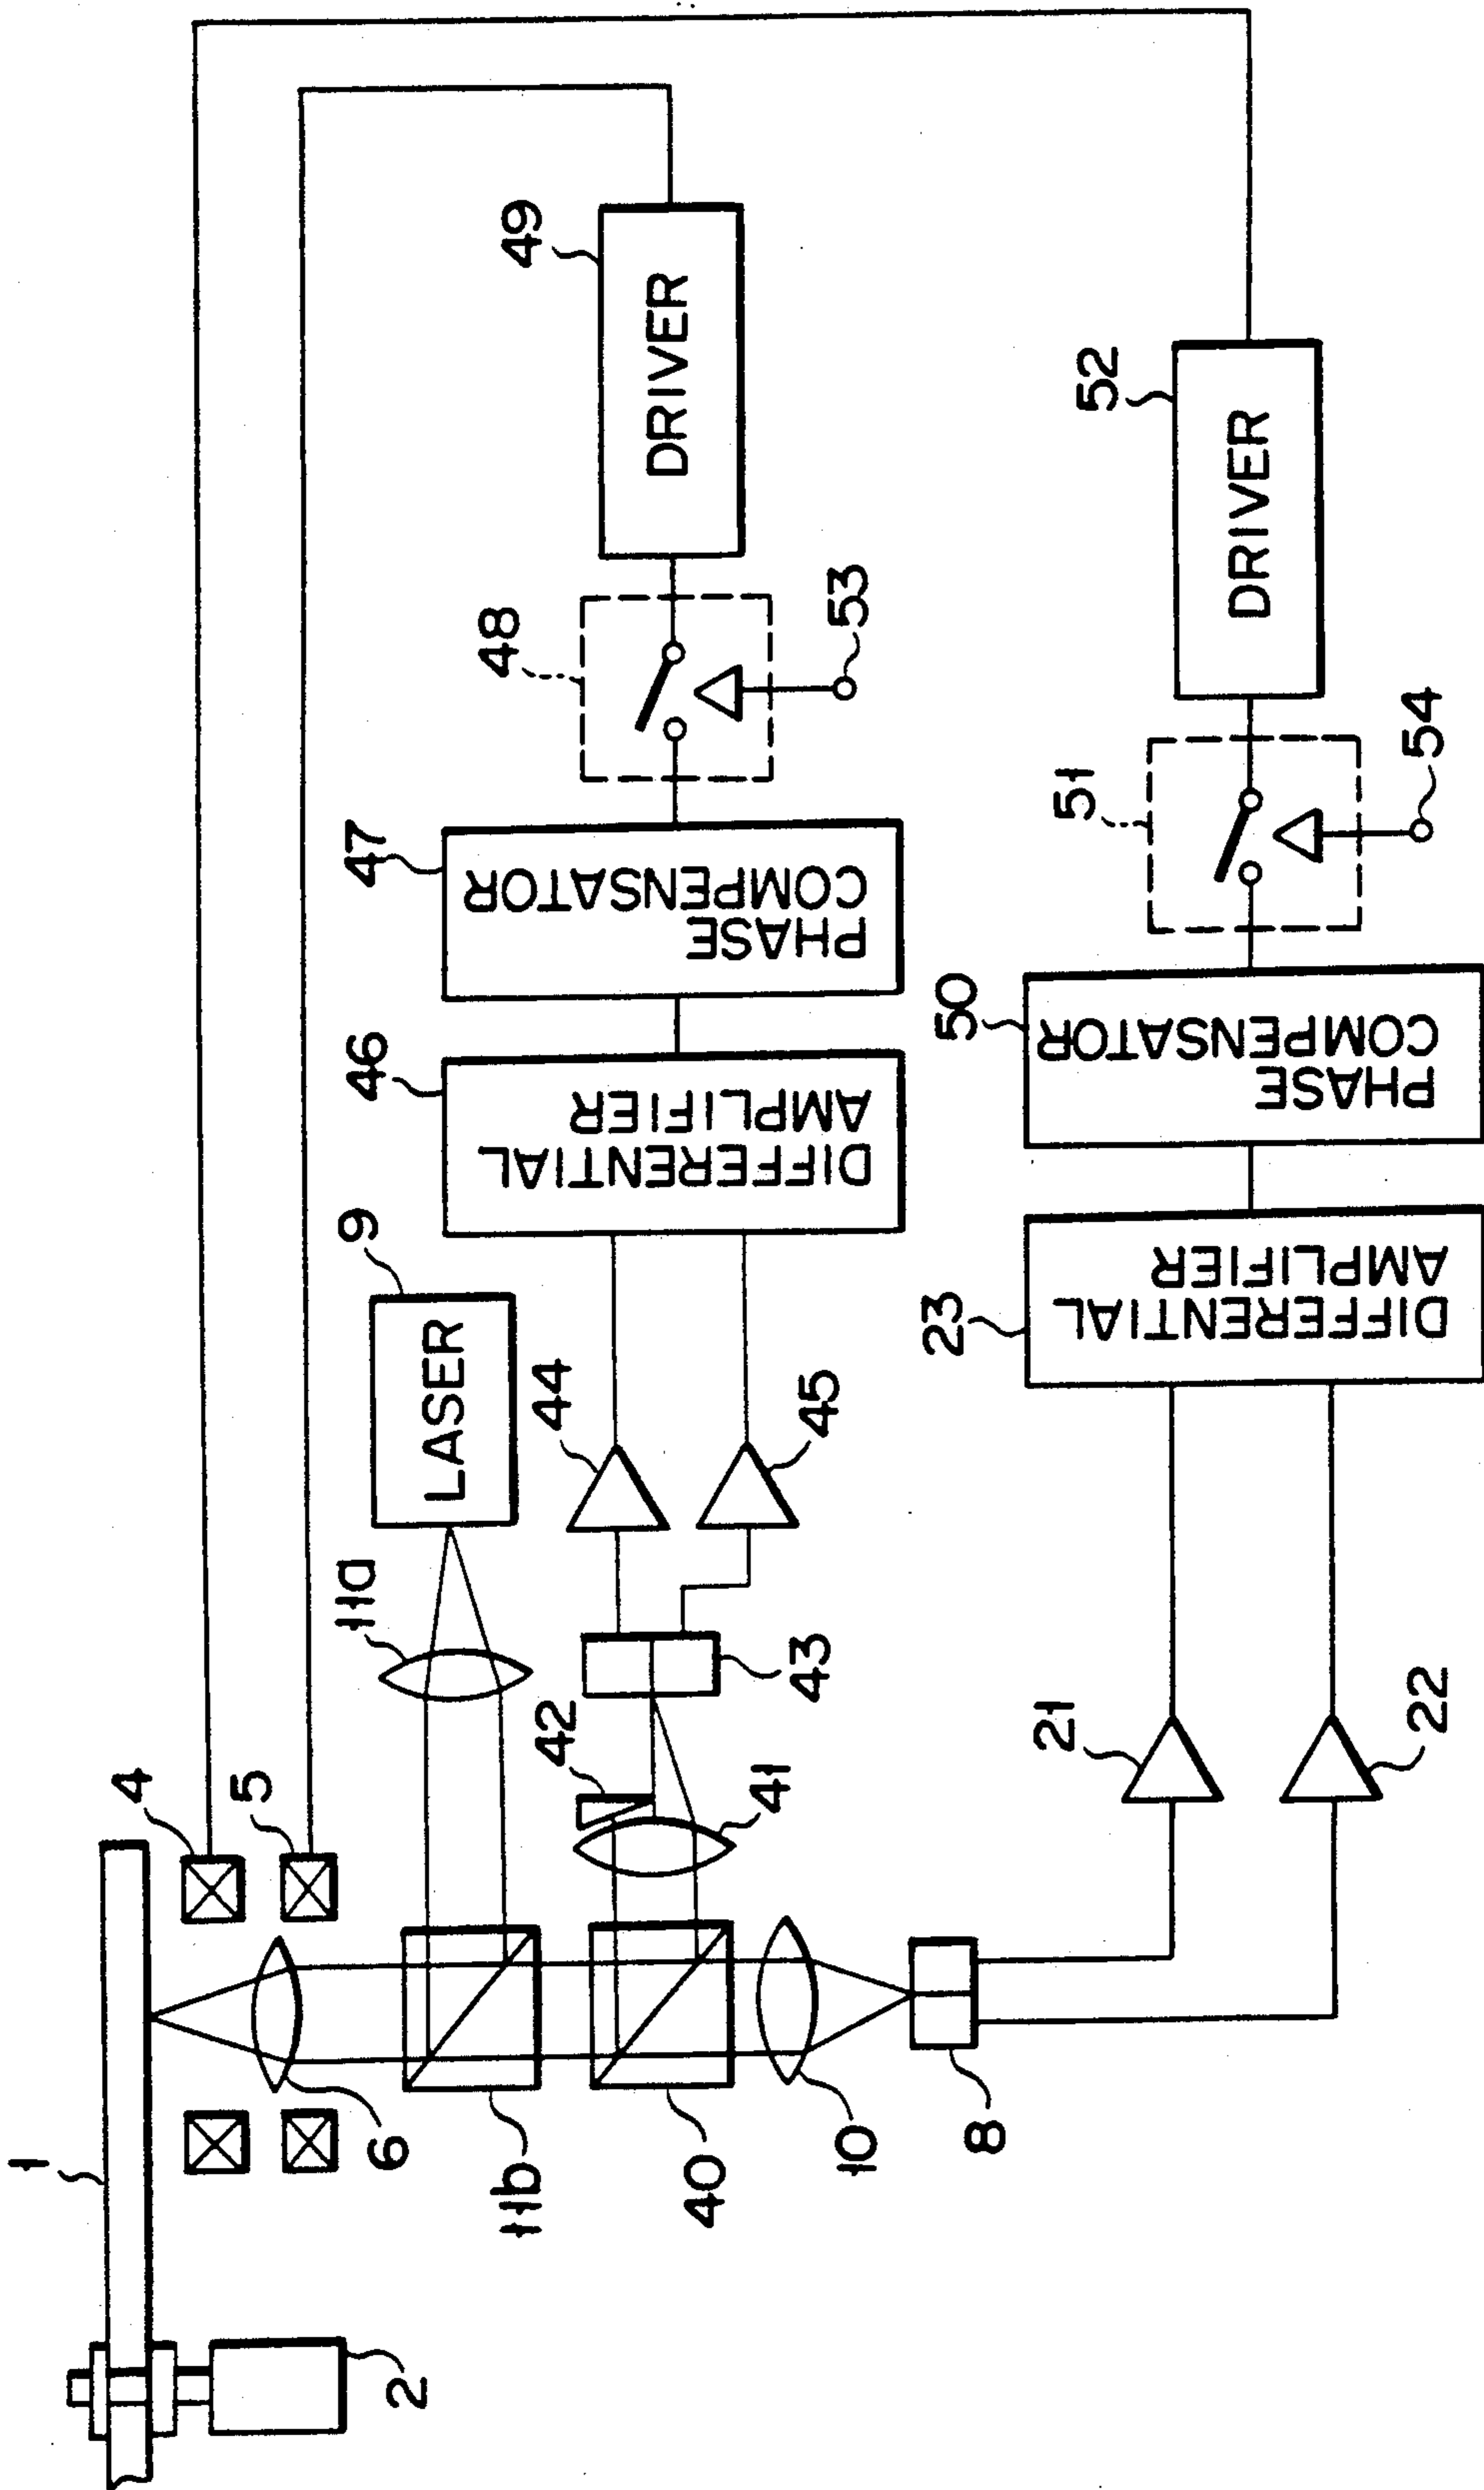 1
2
4
5
6
11b
40
10
8
9
LASER
11a
42
41
43
44
45
46
DIFFERENTIAL
AMPLIFIER
47
PHASE
COMPENSATOR
48
53
49
DRIVER
21
22
23
DIFFERENTIAL
AMPLIFIER
50
PHASE
COMPENSATOR
51
54
52
DRIVER